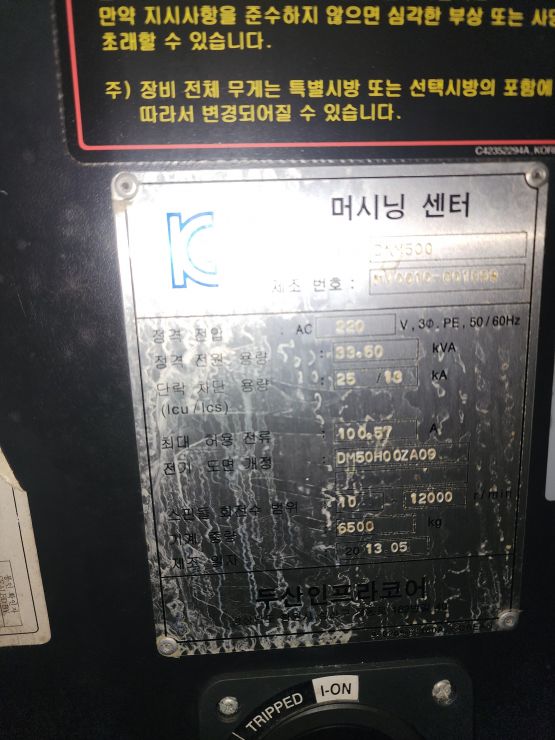 만약 지시사항을 준수하지 않으면 심각한 부상 또는
초래할 수 있습니다.
주) 장비 전체 무게는 특별시방 또는 선택시방의 포함에
따라서 변경되어질 수 있습니다.
C42352294A.
머시닝 센터
제조 번호 :
정격 전압 : AC 220 V, 3Φ. PE, 50/60Hz
정격 전원 용량 : 33.50 kVA
단락 차단 용량 : 25 /13 kA
(Icu / Ics)
최대 허용 전류 : 100.57 A
전기 도면 개정 : DM50H00ZA09
스핀들 회전수 범위 : 10 - 12000 r/min
기계 중량 : 6500 kg
제조 일자 : 2013 05
두산인프라코어
TRIPPED
I-ON